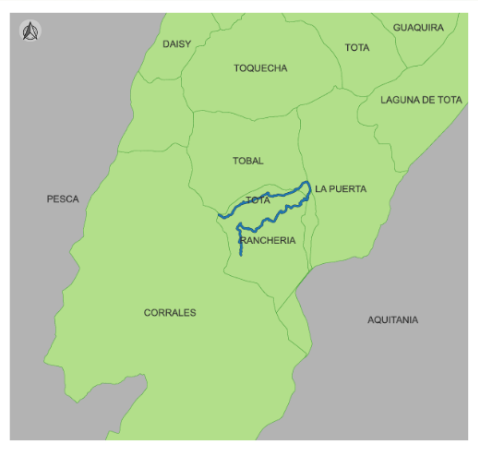 GUAQUIRA
DAISY
TOTA
TOQUECHA
LAGUNA DE TOTA
TOBAL
LA PUERTA
PESCA
TOTA
RANCHERIA
CORRALES
AQUITANIA